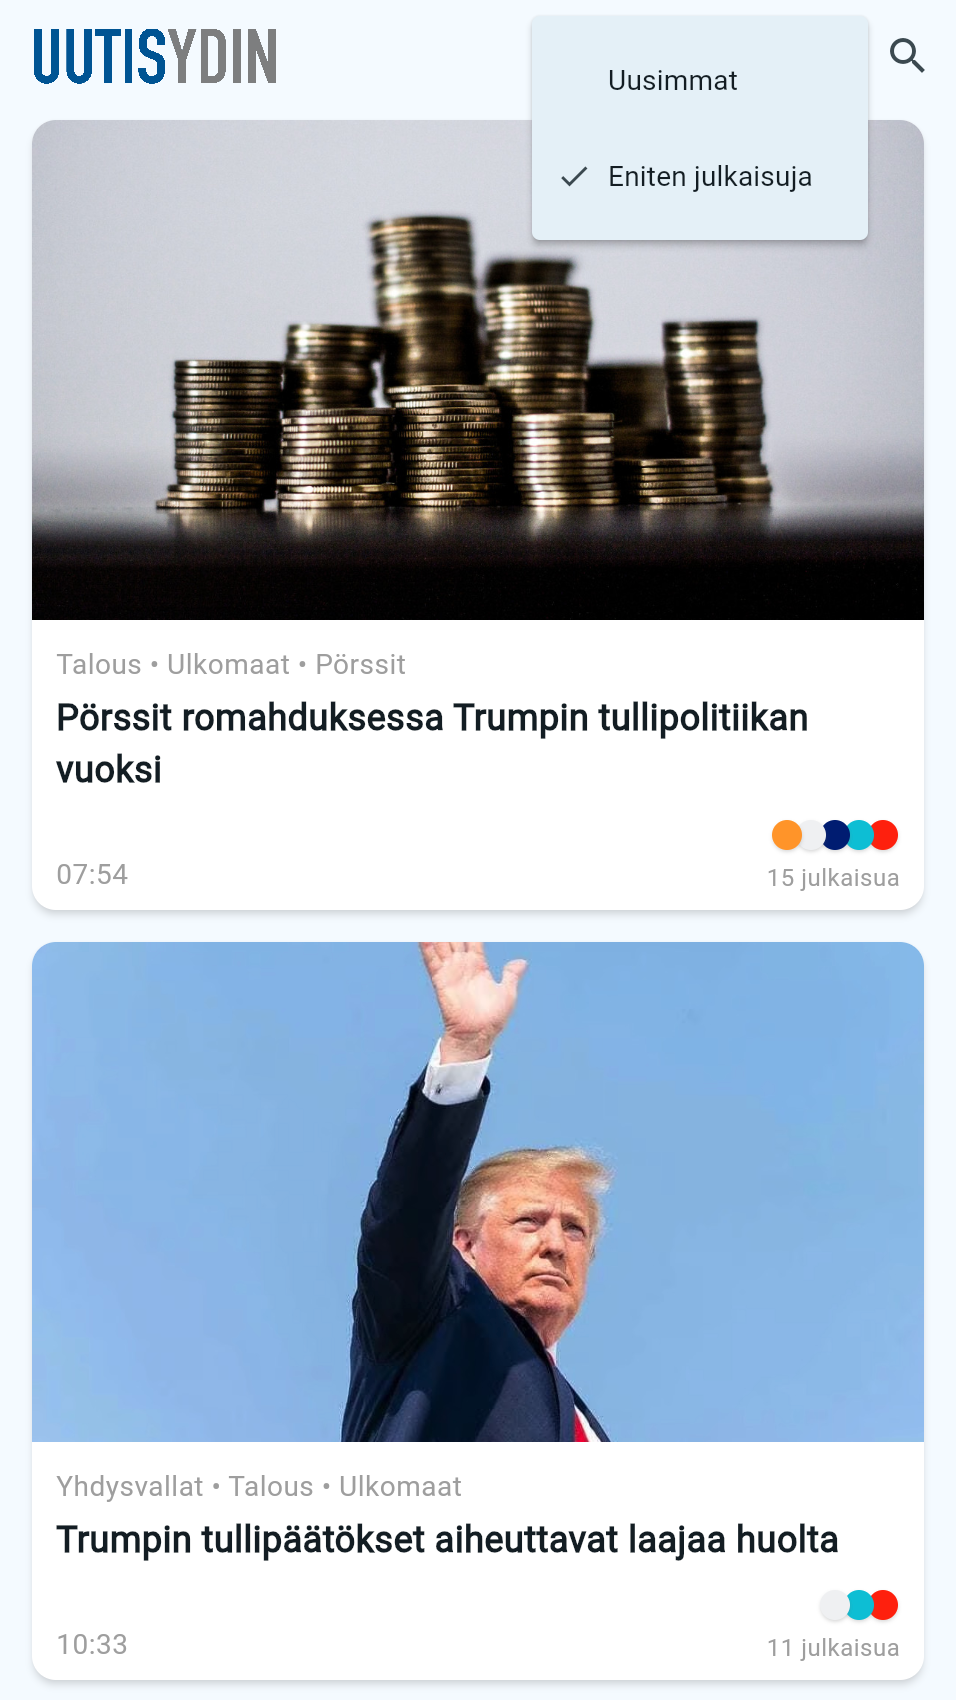 UUTISYDIN
Uusimmat
Eniten julkaisuja
Talous • Ulkomaat • Pörssit
Pörssit romahduksessa Trumpin tullipolitiikan
vuoksi
07:54
15 julkaisua
Yhdysvallat • Talous • Ulkomaat
Trumpin tullipäätökset aiheuttavat laajaa huolta
10:33
11 julkaisua